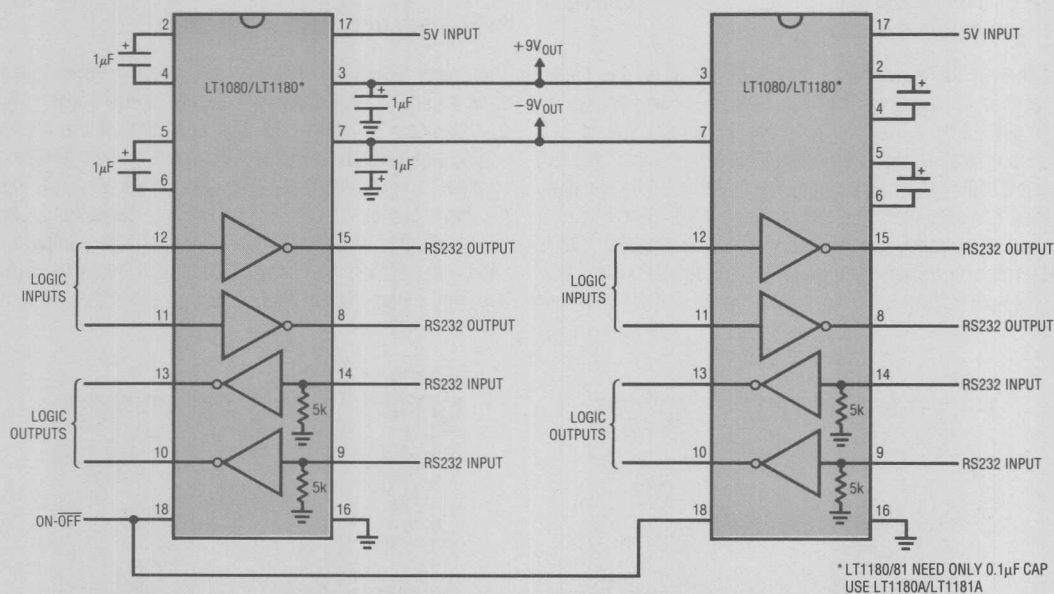 2
17
5V INPUT
+
1μF
4
LT1080/LT1180*
3
+9VOUT
+
1μF
5
7
−9VOUT
1μF
+
6
1μF
+
12
15
RS232 OUTPUT
LOGIC
INPUTS
11
8
RS232 OUTPUT
13
14
RS232 INPUT
5k
LOGIC
OUTPUTS
10
9
RS232 INPUT
5k
ON-OFF
18
16
17
5V INPUT
3
LT1080/LT1180*
2
+
4
7
5
+
6
12
15
RS232 OUTPUT
LOGIC
INPUTS
11
8
RS232 OUTPUT
13
14
RS232 INPUT
5k
LOGIC
OUTPUTS
10
9
RS232 INPUT
5k
18
16
* LT1180/81 NEED ONLY 0.1μF CAP
USE LT1180A/LT1181A